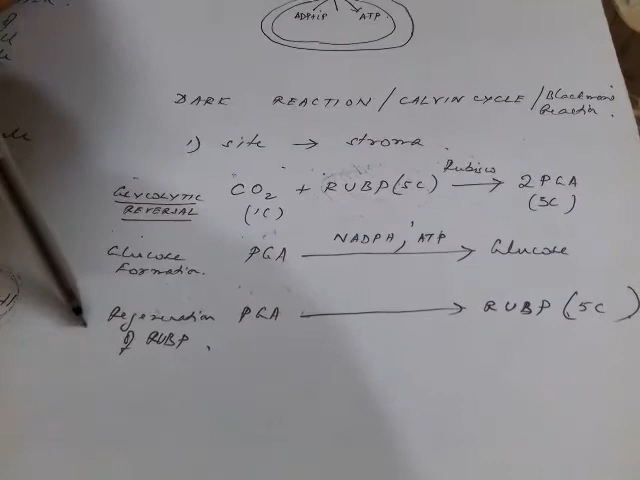 ADP+iP ATP
DARK REACTION / CALVIN CYCLE / Blackman's Reaction.
1) site → stroma.
GLYCOLYTIC REVERSAL CO2 (1C) + RUBP (5C) Rubisco → 2 PGA (3C)
Glucose Formation. PGA NADPH, ATP → Glucose
Regeneration of RUBP. PGA → RUBP (5C)